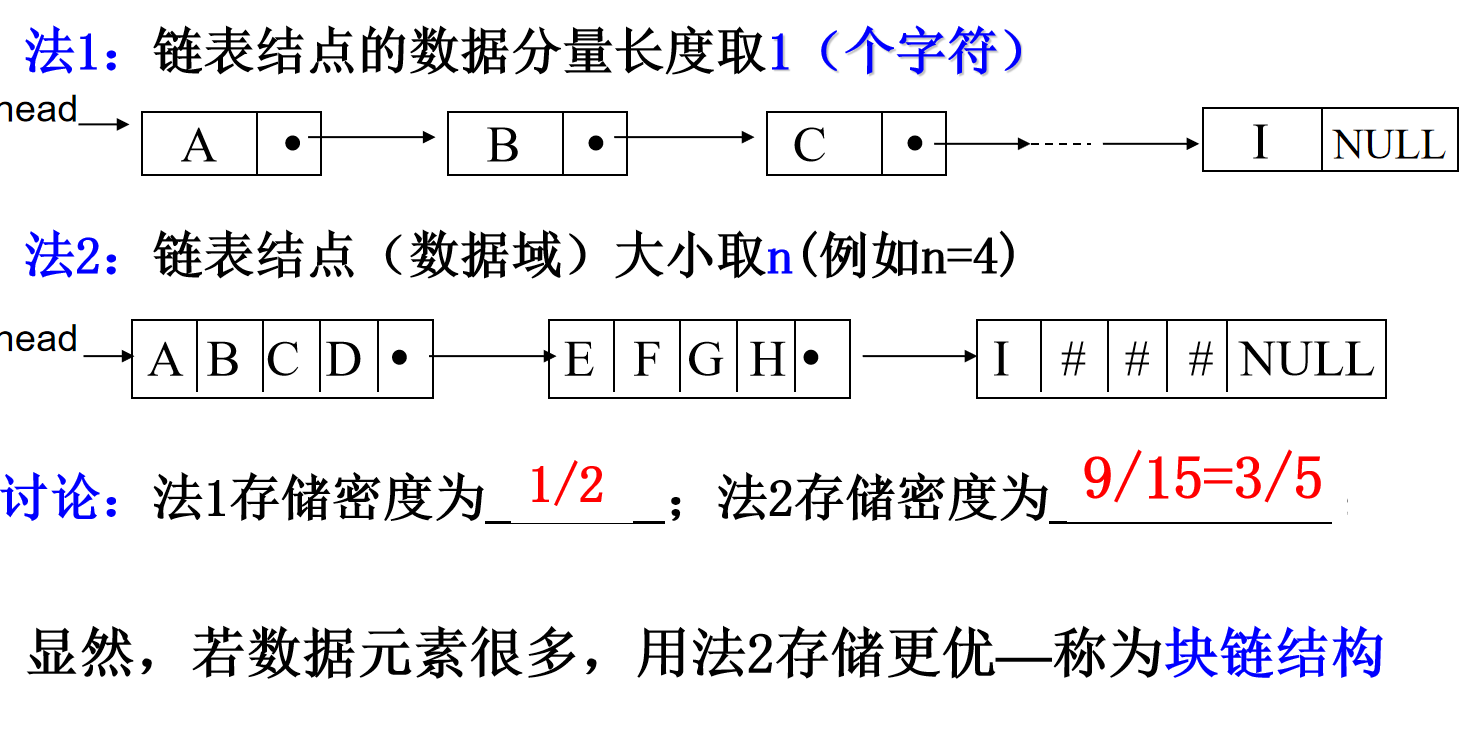 法1：链表结点的数据分量长度取1（个字符）
head
A B C I NULL
法2：链表结点（数据域）大小取n(例如n=4)
head
A B C D E F G H I # # # NULL
讨论：法1存储密度为 1/2 ；法2存储密度为 9/15=3/5
显然，若数据元素很多，用法2存储更优—称为块链结构